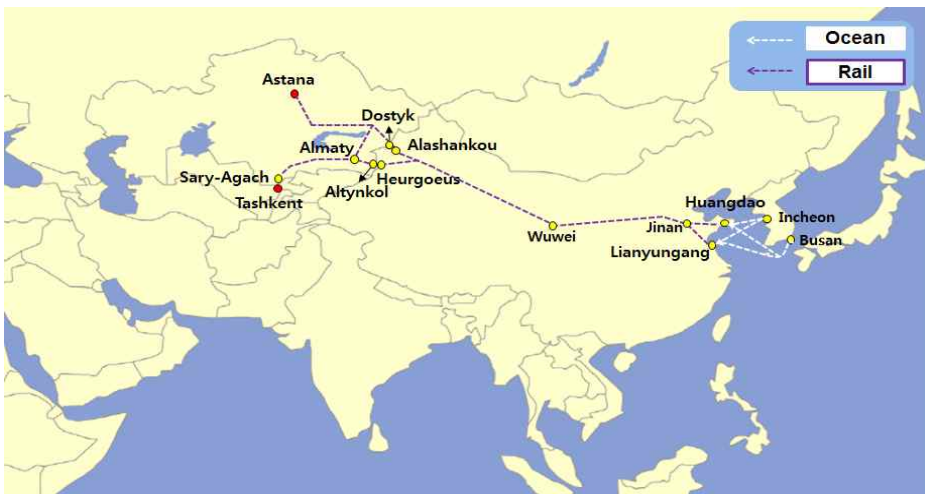 Ocean
Rail
Astana
Dostyk
Almaty
Alashankou
Sary-Agach
Heurgoeus
Altynkol
Tashkent
Huangdao
Jinan
Incheon
Wuwei
Busan
Lianyungang